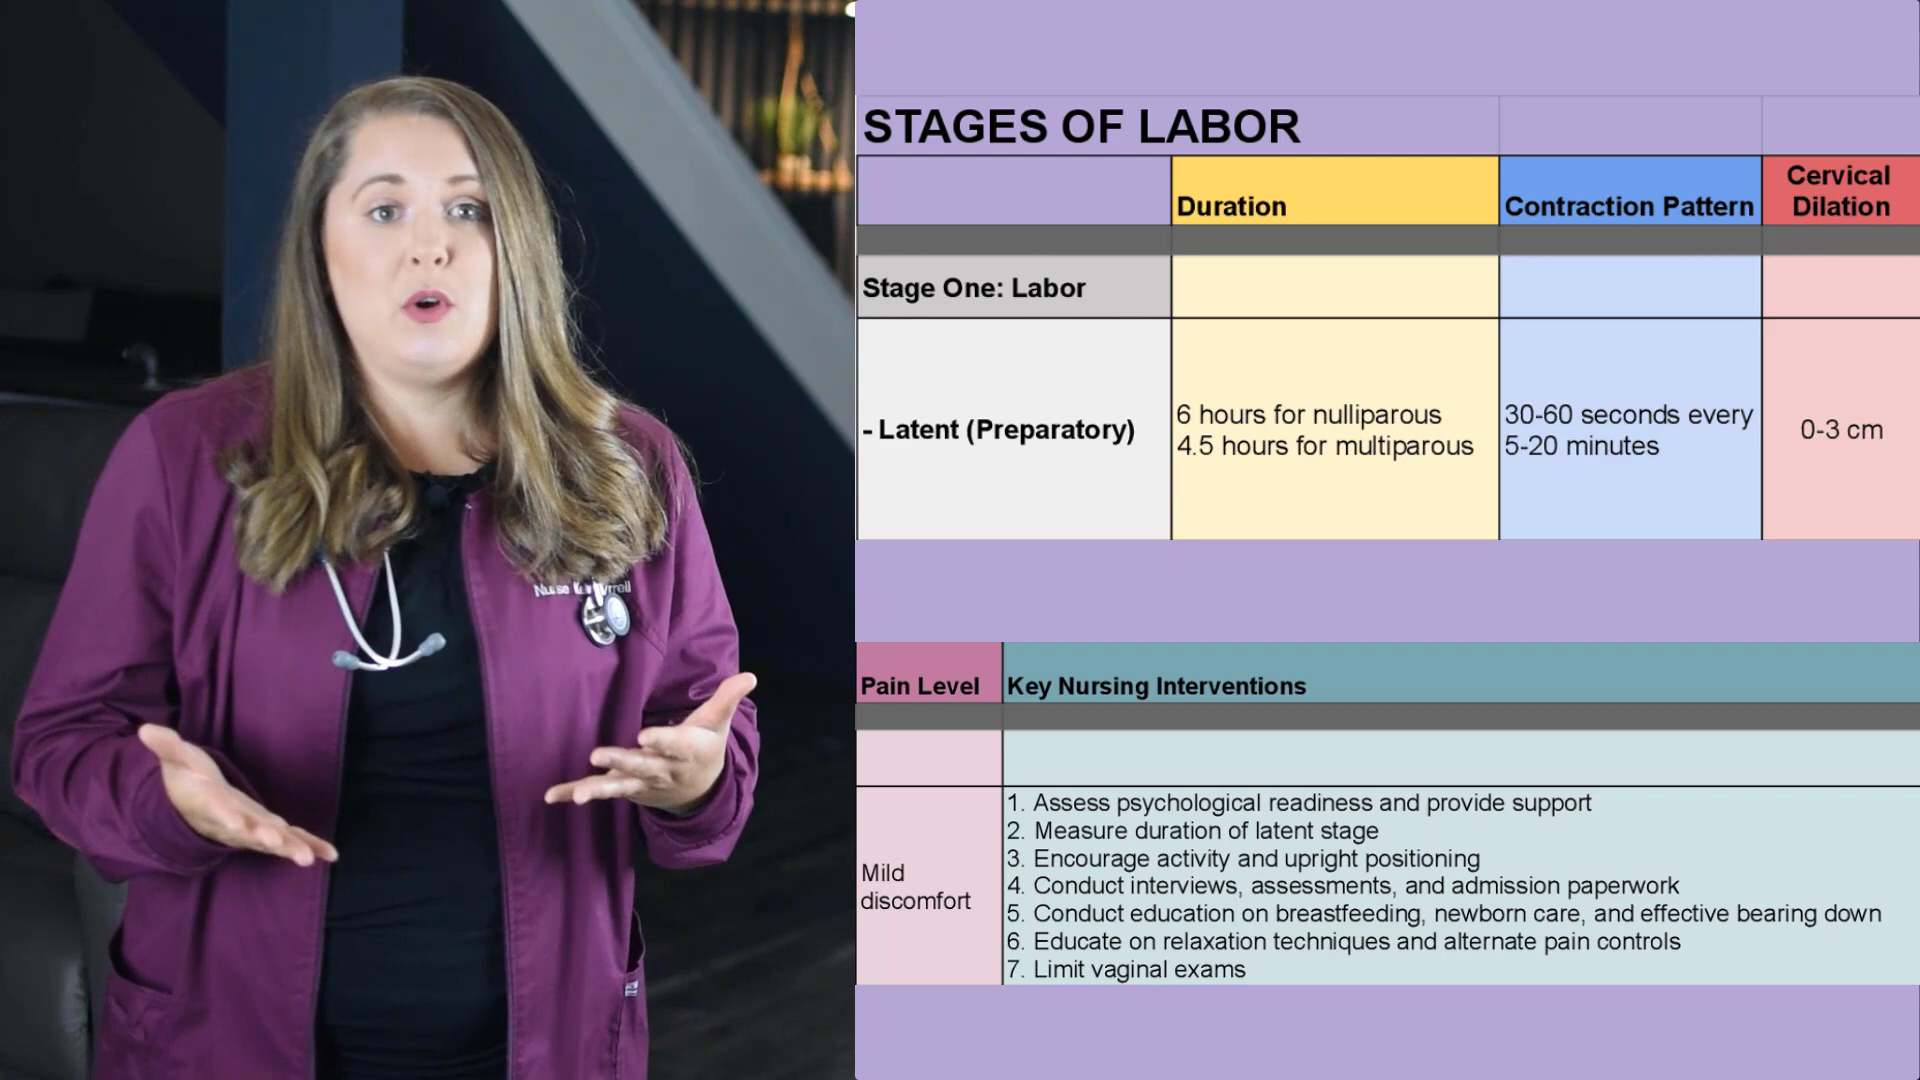 STAGES OF LABOR
Duration
Contraction Pattern
Cervical
Dilation
Stage One: Labor
- Latent (Preparatory)
6 hours for nulliparous
4.5 hours for multiparous
30-60 seconds every
5-20 minutes
0-3 cm
Pain Level
Key Nursing Interventions
Mild
discomfort
1. Assess psychological readiness and provide support
2. Measure duration of latent stage
3. Encourage activity and upright positioning
4. Conduct interviews, assessments, and admission paperwork
5. Conduct education on breastfeeding, newborn care, and effective bearing down
6. Educate on relaxation techniques and alternate pain controls
7. Limit vaginal exams
Nurse